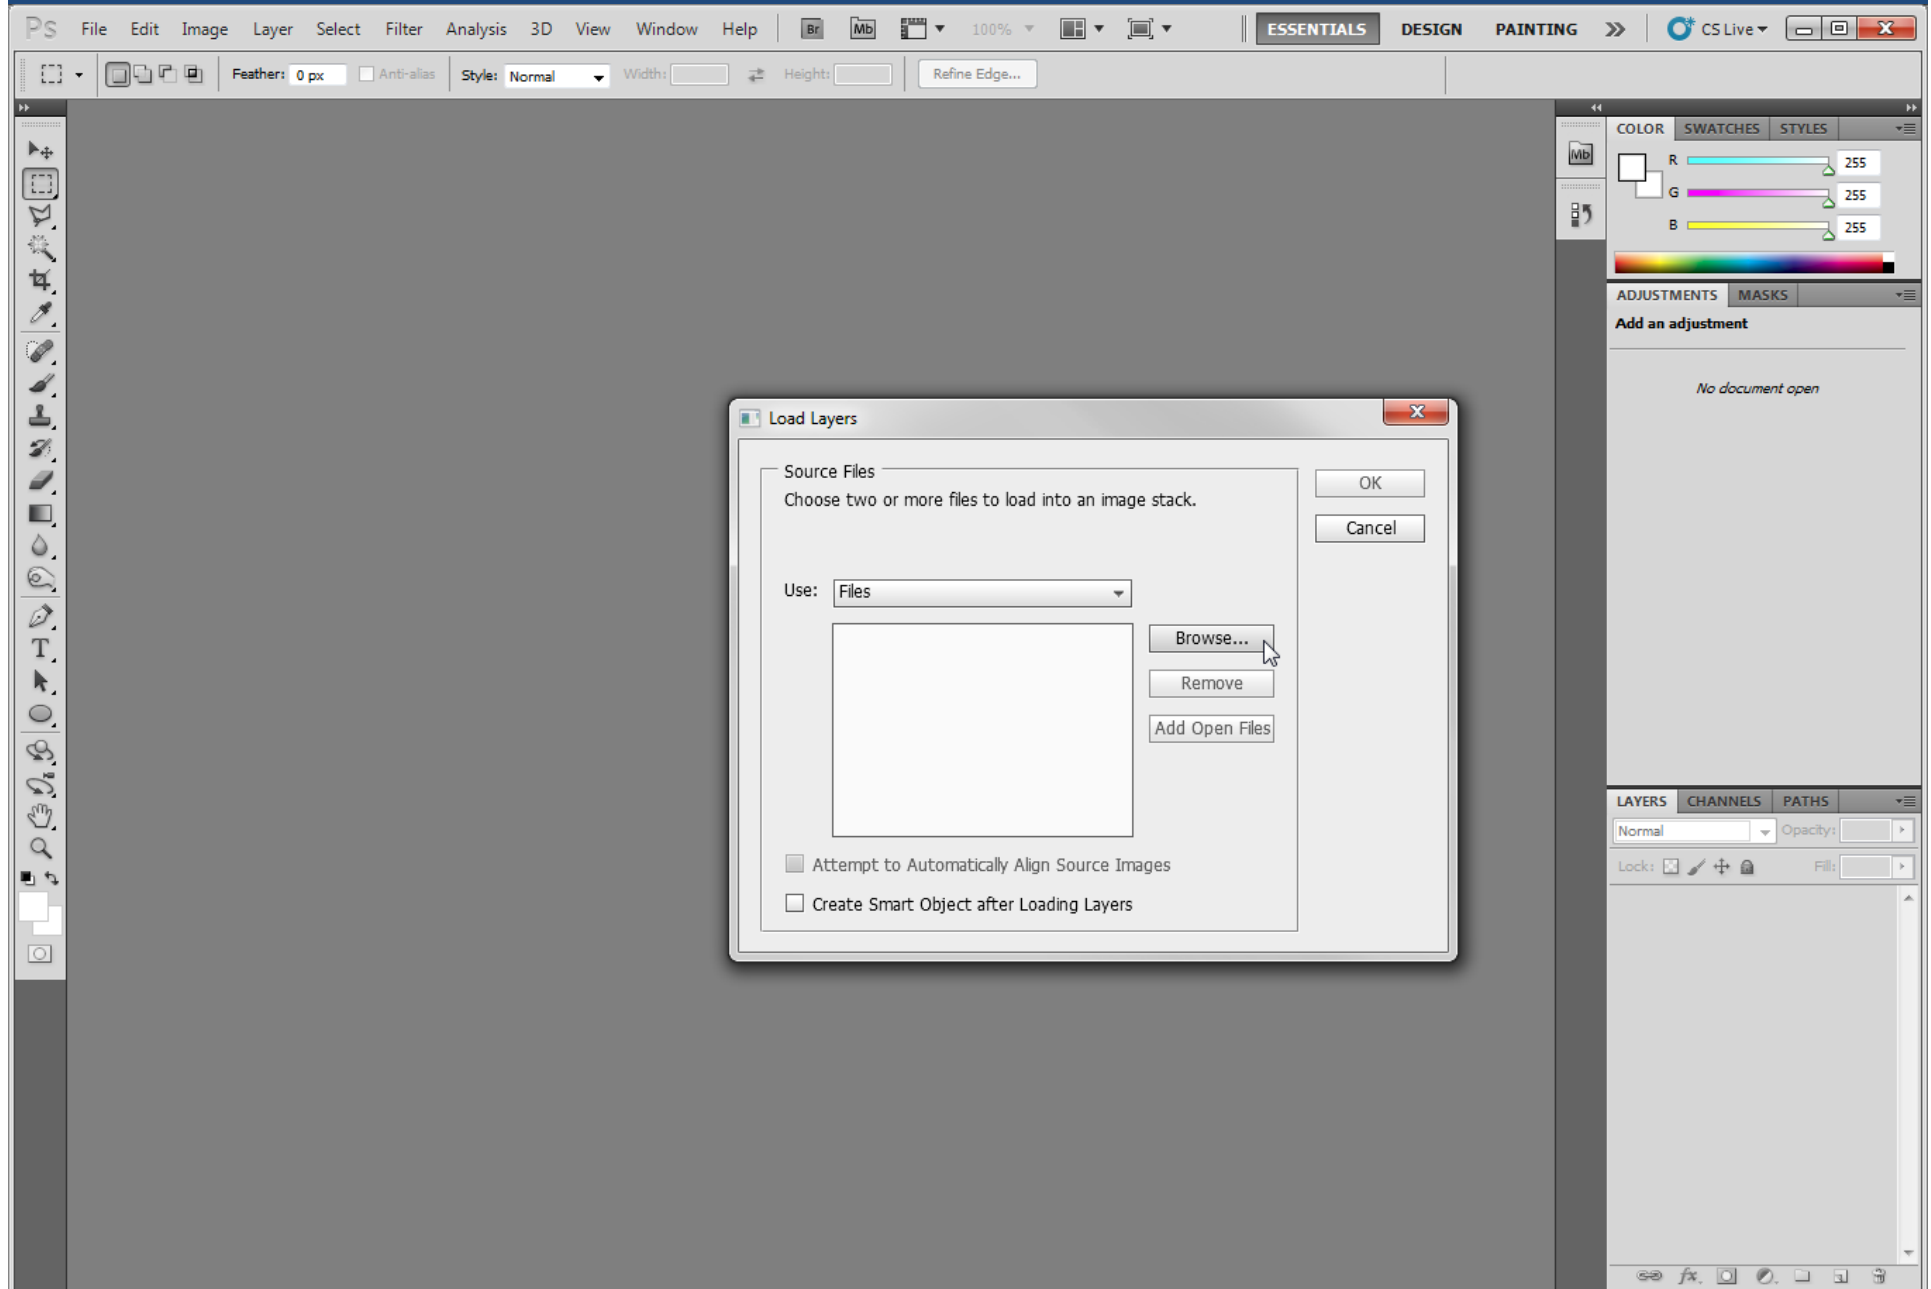 Ps File Edit Image Layer Select Filter Analysis 3D View Window Help Br Mb 100% ESSENTIALS DESIGN PAINTING CS Live
Feather: 0 px Anti-alias Style: Normal Width: Height: Refine Edge...
COLOR SWATCHES STYLES
Mb
R 255
G 255
B 255
ADJUSTMENTS MASKS
Add an adjustment
No document open
Load Layers
Source Files
Choose two or more files to load into an image stack.
OK
Cancel
Use: Files
Browse...
Remove
Add Open Files
Attempt to Automatically Align Source Images
Create Smart Object after Loading Layers
T
LAYERS CHANNELS PATHS
Normal Opacity:
Lock: Fill:
fx